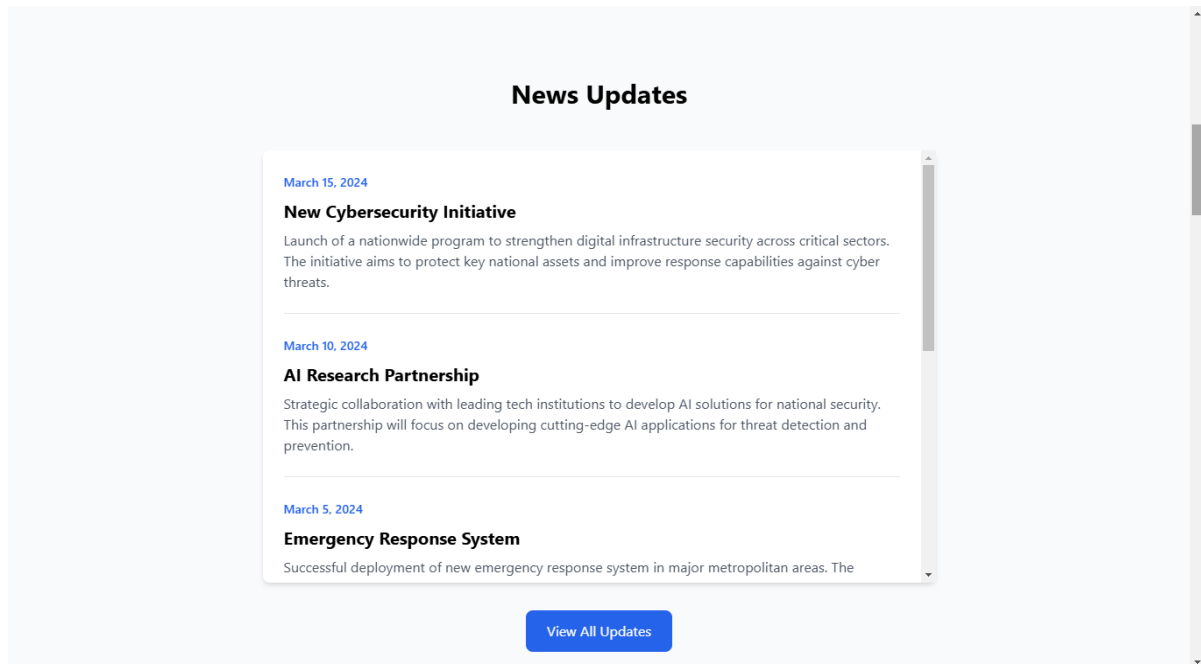 News Updates
March 15, 2024
New Cybersecurity Initiative
Launch of a nationwide program to strengthen digital infrastructure security across critical sectors.
The initiative aims to protect key national assets and improve response capabilities against cyber
threats.
March 10, 2024
AI Research Partnership
Strategic collaboration with leading tech institutions to develop AI solutions for national security.
This partnership will focus on developing cutting-edge AI applications for threat detection and
prevention.
March 5, 2024
Emergency Response System
Successful deployment of new emergency response system in major metropolitan areas. The
View All Updates